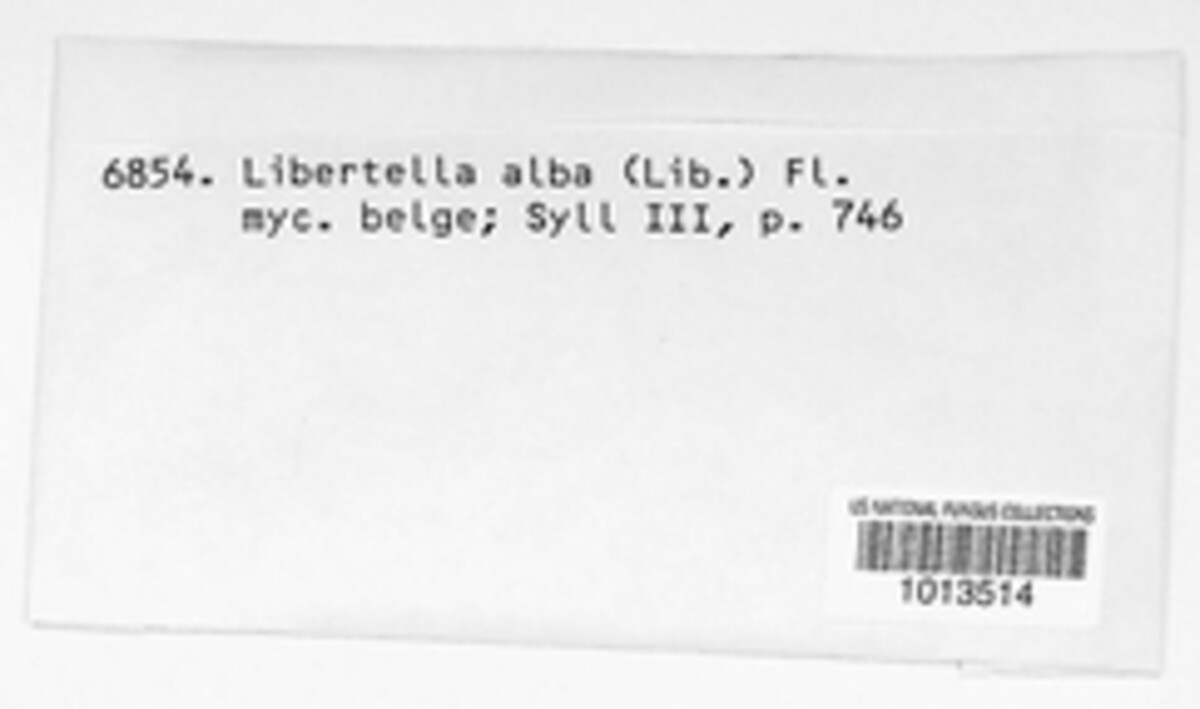 6854. Libertella alba (Lib.) Fl.
myc. belge; Syll III, p. 746
US NATIONAL FUNGUS COLLECTIONS
1013514